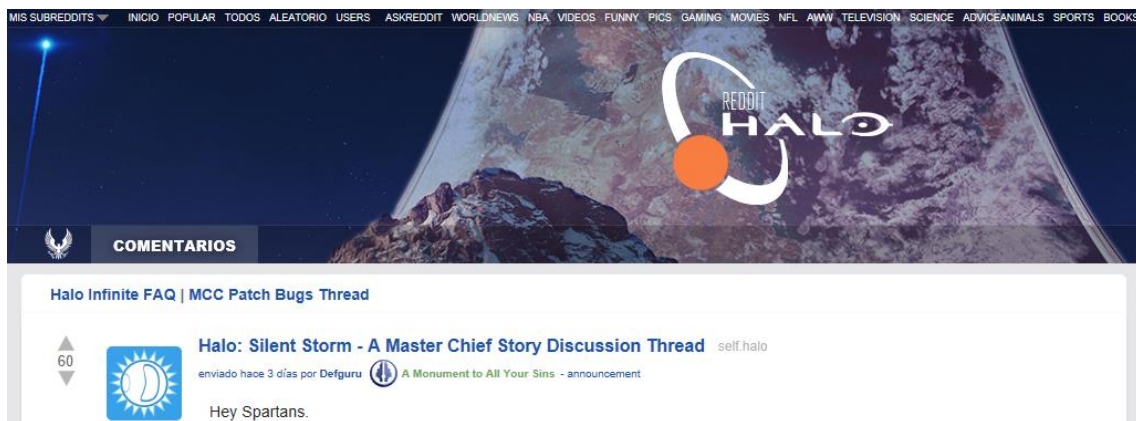 MIS SUBREDDITS INICIO POPULAR TODOS ALEATORIO USERS ASKREDDIT WORLDNEWS NBA VIDEOS FUNNY PICS GAMING MOVIES NFL AWW TELEVISION SCIENCE ADVICEANIMALS SPORTS BOOKS
REDDIT
HALO
COMENTARIOS
Halo Infinite FAQ | MCC Patch Bugs Thread
Halo: Silent Storm - A Master Chief Story Discussion Thread self.halo
60
enviado hace 3 días por Defguru A Monument to All Your Sins - announcement
Hey Spartans.